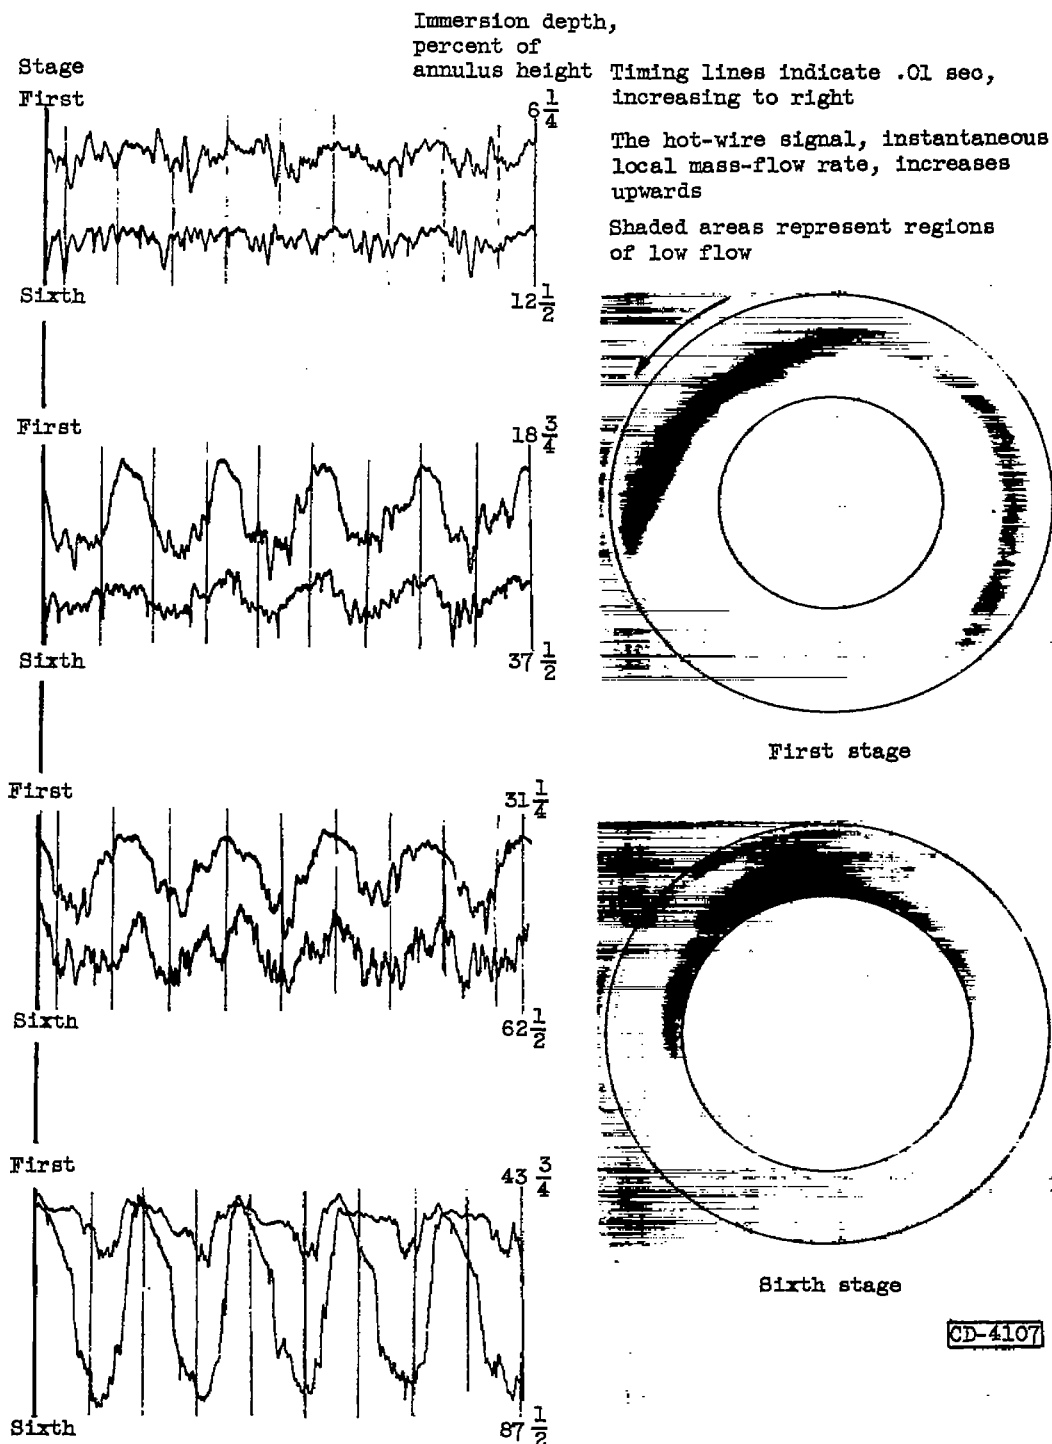 Immersion depth,
percent of
annulus height
Stage
First
6 1/4
Timing lines indicate .01 sec,
increasing to right
The hot-wire signal, instantaneous
local mass-flow rate, increases
upwards
Shaded areas represent regions
of low flow
Sixth
12 1/2
First
18 3/4
Sixth
37 1/2
First stage
First
31 1/4
Sixth
62 1/2
First
43 3/4
Sixth
87 1/2
Sixth stage
CD-4107